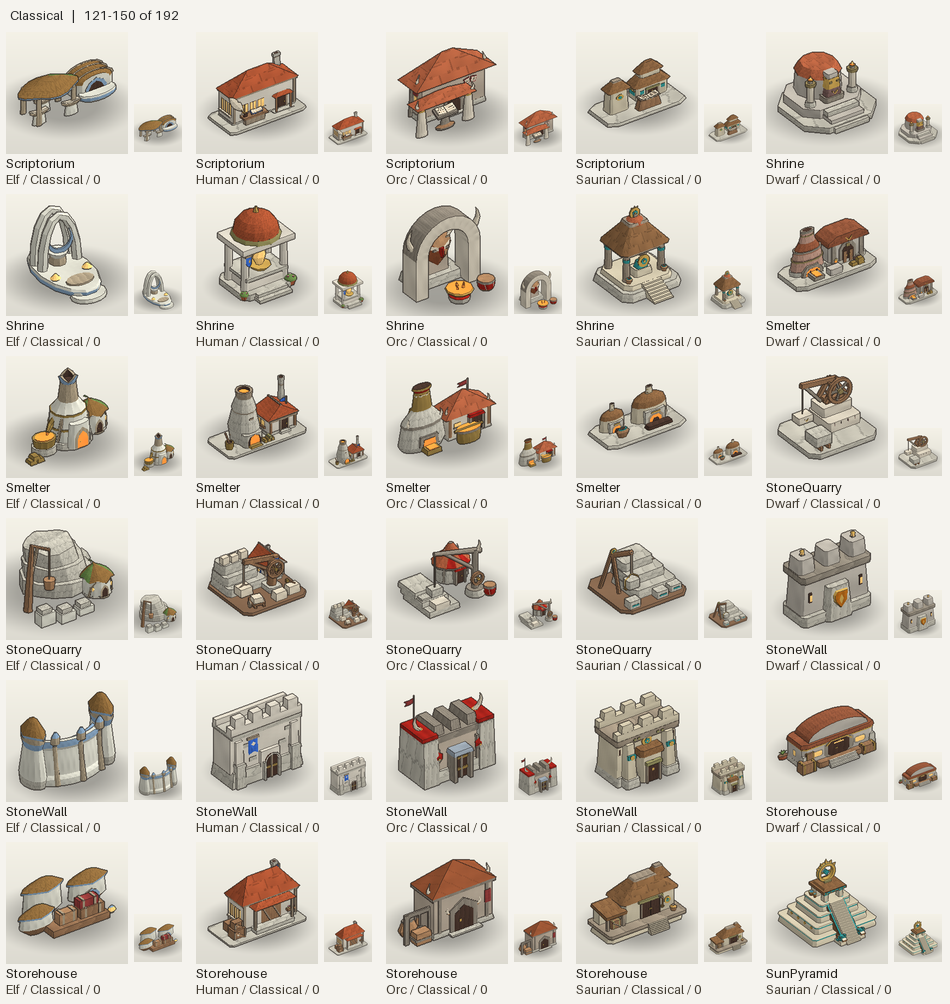 Classical | 121-150 of 192
Scriptorium
Elf / Classical / 0
Scriptorium
Human / Classical / 0
Scriptorium
Orc / Classical / 0
Scriptorium
Saurian / Classical / 0
Shrine
Dwarf / Classical / 0
Shrine
Elf / Classical / 0
Shrine
Human / Classical / 0
Shrine
Orc / Classical / 0
Shrine
Saurian / Classical / 0
Smelter
Dwarf / Classical / 0
Smelter
Elf / Classical / 0
Smelter
Human / Classical / 0
Smelter
Orc / Classical / 0
Smelter
Saurian / Classical / 0
StoneQuarry
Dwarf / Classical / 0
StoneQuarry
Elf / Classical / 0
StoneQuarry
Human / Classical / 0
StoneQuarry
Orc / Classical / 0
StoneQuarry
Saurian / Classical / 0
StoneWall
Dwarf / Classical / 0
StoneWall
Elf / Classical / 0
StoneWall
Human / Classical / 0
StoneWall
Orc / Classical / 0
StoneWall
Saurian / Classical / 0
Storehouse
Dwarf / Classical / 0
Storehouse
Elf / Classical / 0
Storehouse
Human / Classical / 0
Storehouse
Orc / Classical / 0
Storehouse
Saurian / Classical / 0
SunPyramid
Saurian / Classical / 0